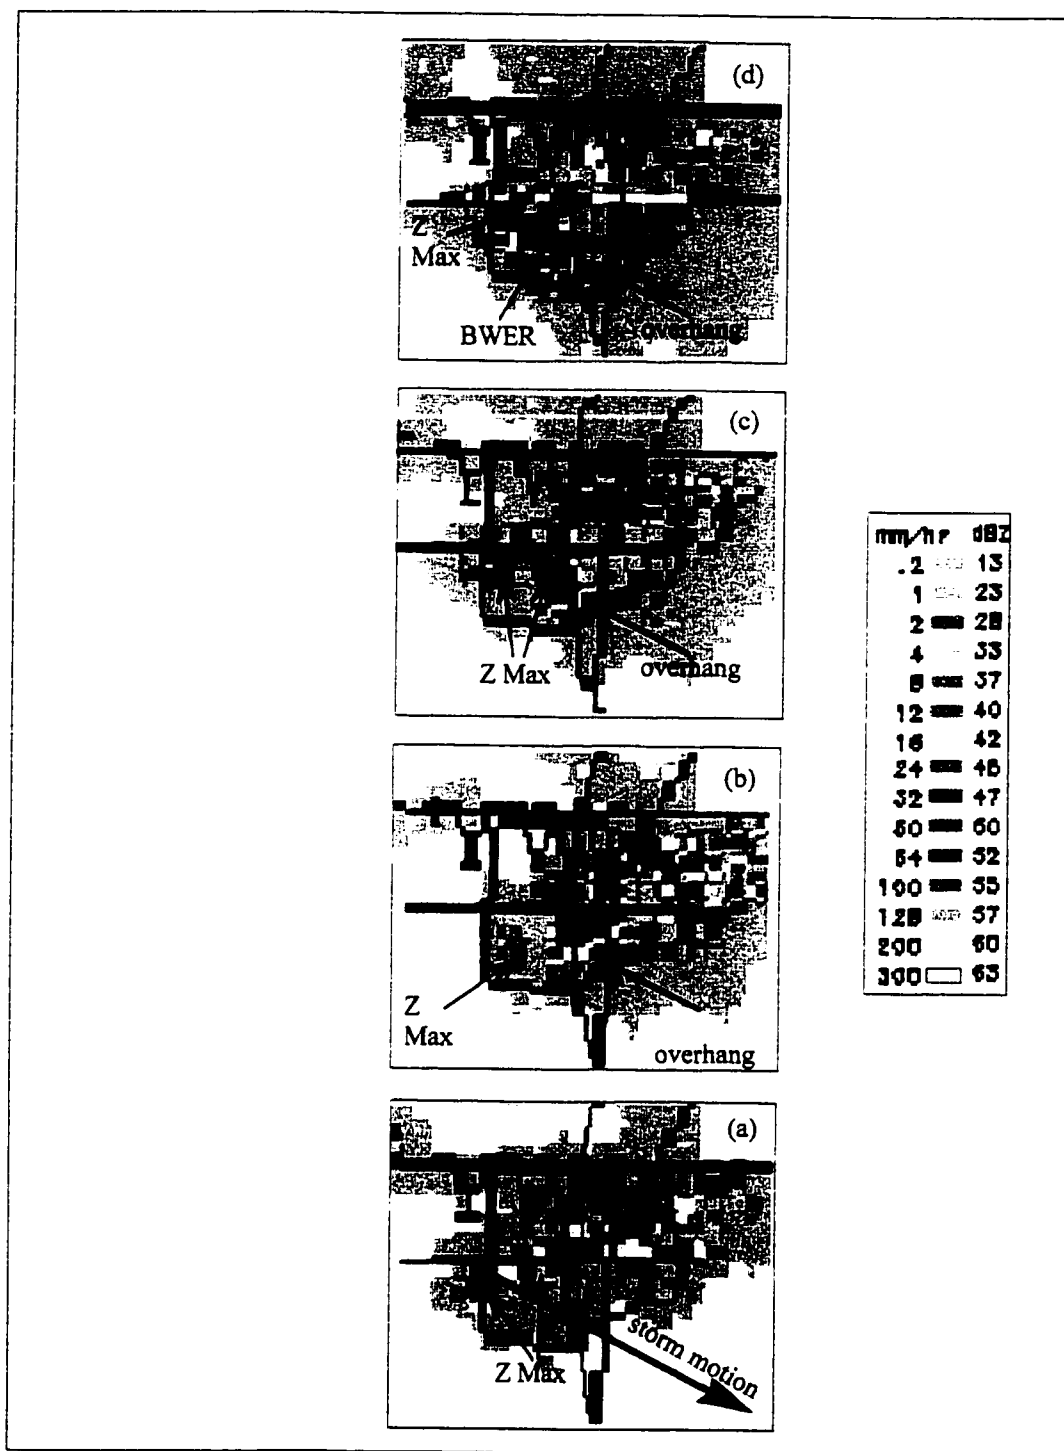 (d)
Z
Max
BWER
overhang
(c)
Z Max
overhang
(b)
Z
Max
overhang
(a)
Z Max
storm motion
mm/hr dBZ
.2 13
1 23
2 28
4 33
8 37
12 40
16 42
24 45
32 47
50 50
64 52
100 55
128 57
200 60
300 63